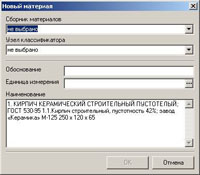 Новый материал
Сборник материалов
не выбрано
Узел классификатора
не выбрано
Обоснование
Единица измерения
...
Наименование
1. КИРПИЧ КЕРАМИЧЕСКИЙ СТРОИТЕЛЬНЫЙ ПУСТОТЕЛЫЙ;
ГОСТ 530-95 1.1.Кирпич строительный, пустотность 42%; завод
«Керамика» М-125 250 x 120 x 65
ОК
Отмена